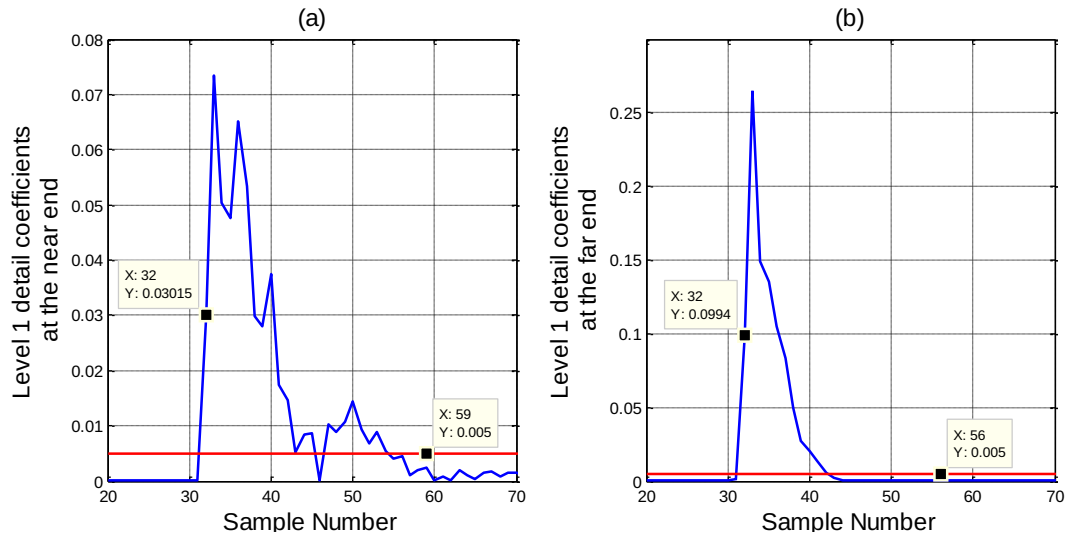 (a)
Level 1 detail coefficients
at the near end
0.08
0.07
0.06
0.05
0.04
0.03
0.02
0.01
0
X: 32
Y: 0.03015
X: 59
Y: 0.005
20
30
40
50
60
70
Sample Number
(b)
Level 1 detail coefficients
at the far end
0.25
0.2
0.15
0.1
0.05
0
X: 32
Y: 0.0994
X: 56
Y: 0.005
20
30
40
50
60
70
Sample Number